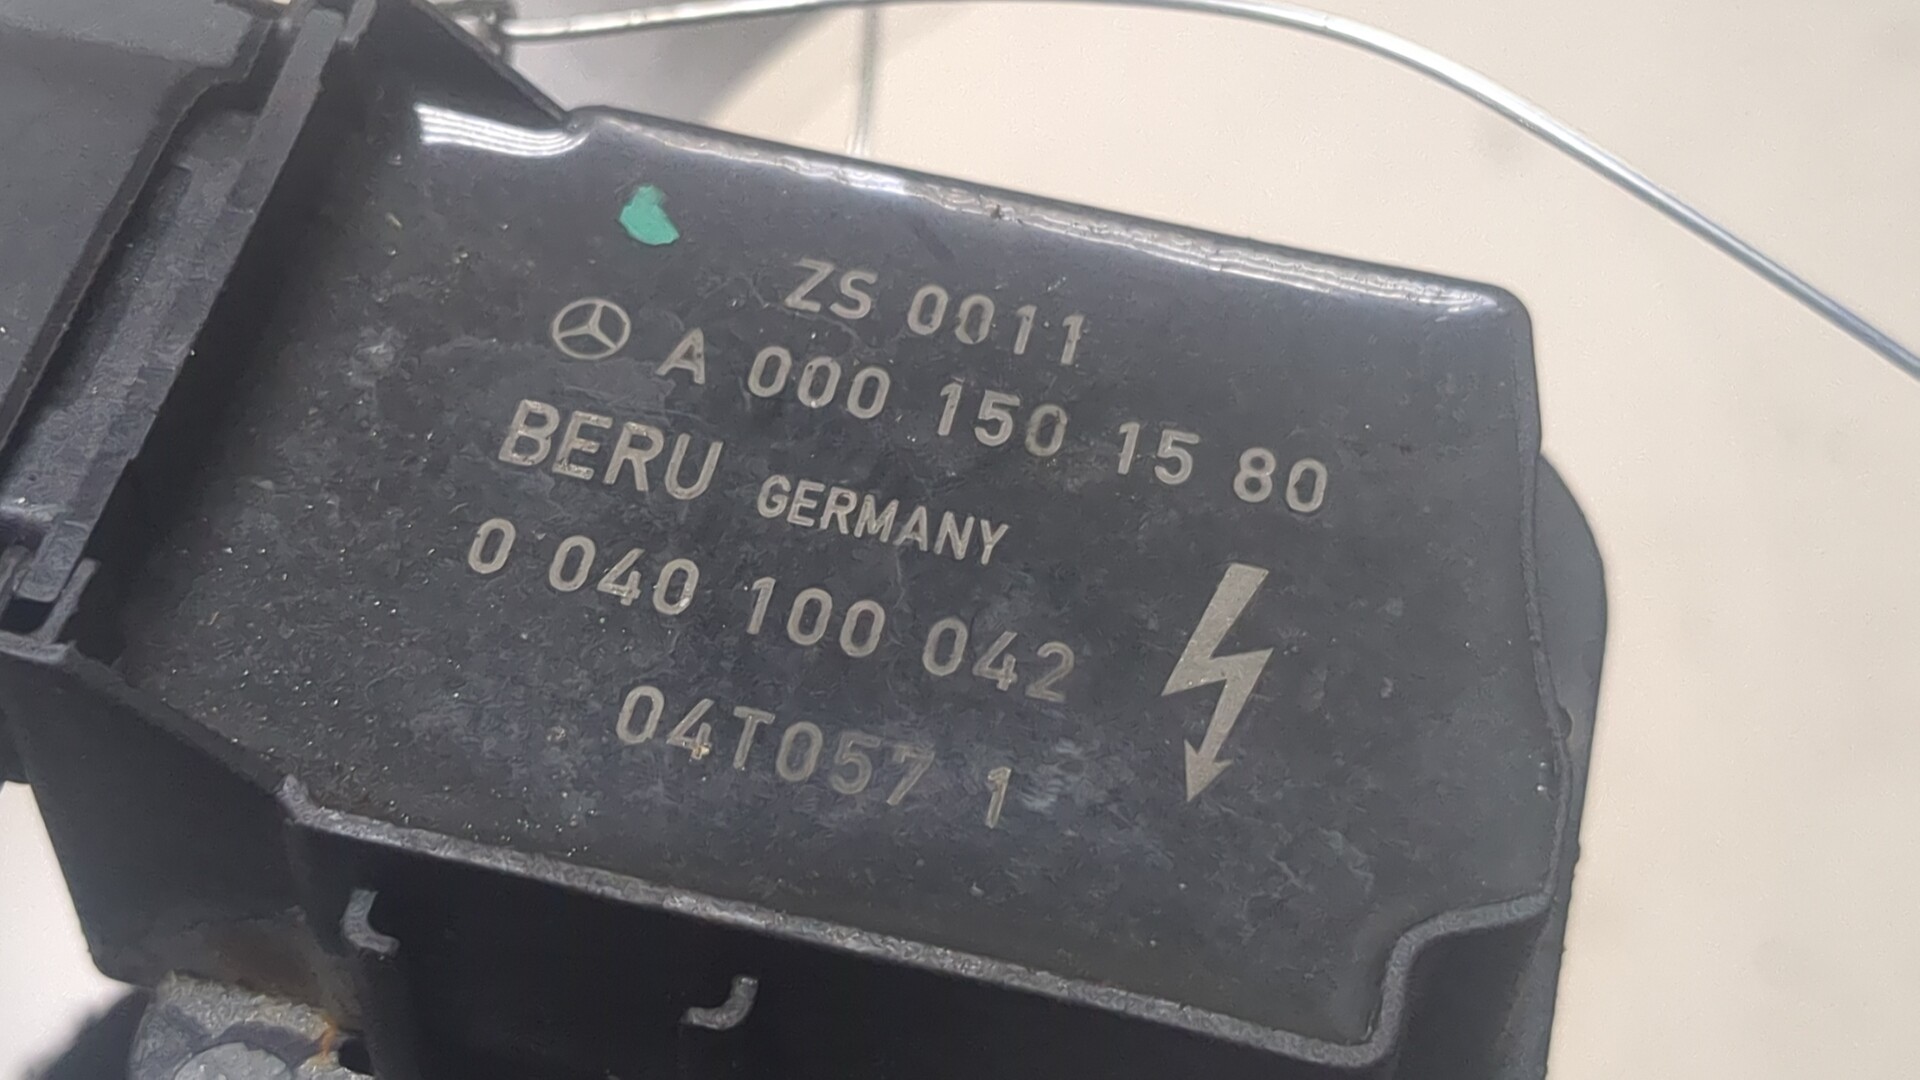 ZS 0011
A 000 150 15 80
BERU GERMANY
0 040 100 042
04T057 1